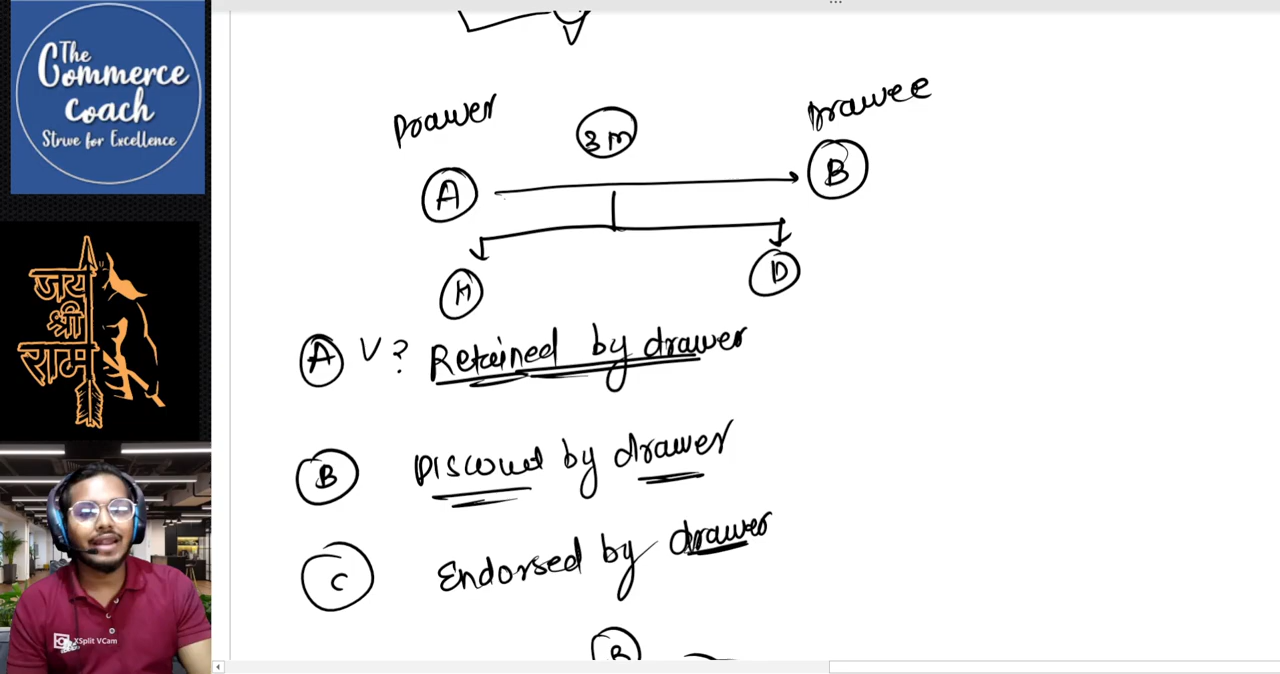 The
Commerce
coach
Strive for Excellence
जय
श्री
राम
XSplit VCam
Drawer
3 M
Drawee
A
B
H
D
A V? Retained by drawer
B Discount by drawer
C Endorsed by drawer
B